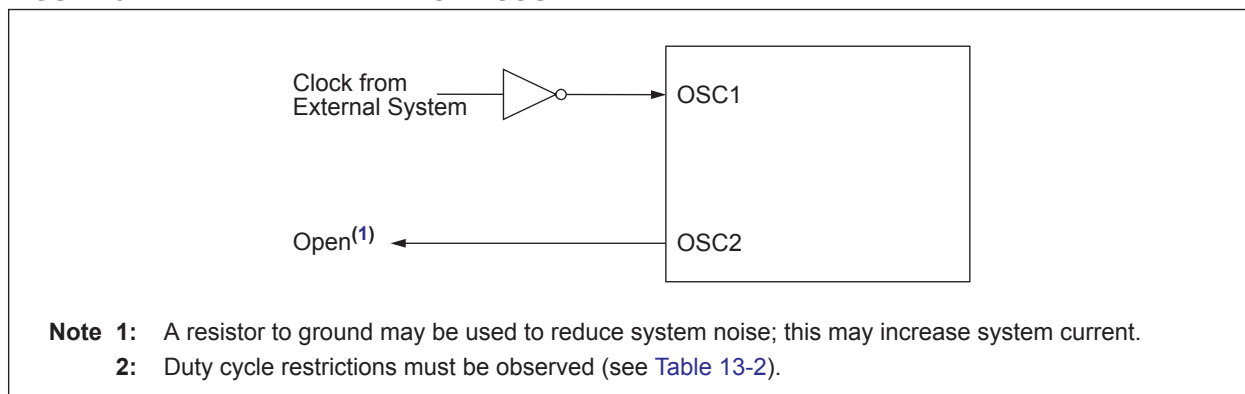 Clock from
External System
OSC1
Open(1)
OSC2
Note 1: A resistor to ground may be used to reduce system noise; this may increase system current.
2: Duty cycle restrictions must be observed (see Table 13-2).